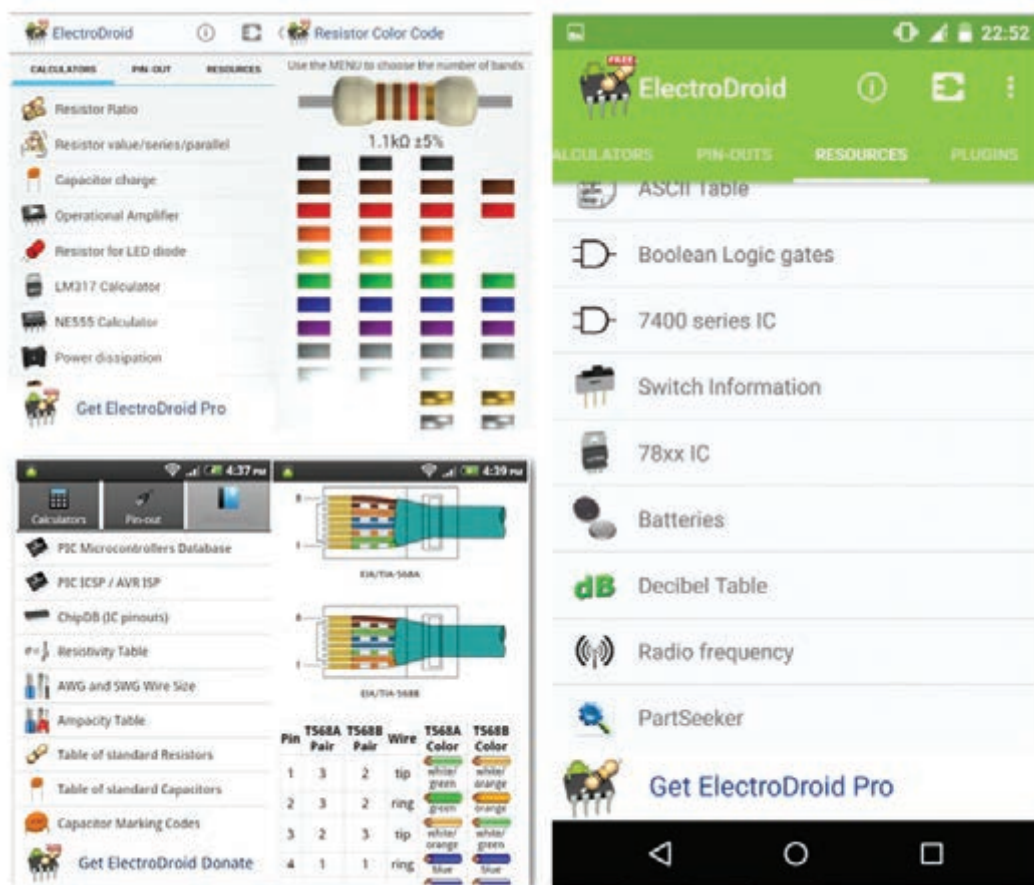 ElectroDroid
CALCULATORS PIN-OUT RESOURCES
Resistor Ratio
Resistor value/series/parallel
Capacitor charge
Operational Amplifier
Resistor for LED diode
LM317 Calculator
NE555 Calculator
Power dissipation
Get ElectroDroid Pro
Resistor Color Code
Use the MENU to choose the number of bands
1.1kΩ ±5%
4:37 PM
Calculators Pin-out
PIC Microcontrollers Database
PIC ICSP / AVR ISP
ChipDB (IC pinouts)
Resistivity Table
AWG and SWG Wire Size
Ampacity Table
Table of standard Resistors
Table of standard Capacitors
Capacitor Marking Codes
Get ElectroDroid Donate
4:39 PM
8
1
EIA/TIA-568A
8
1
EIA/TIA-568B
Pin T568A Pair T568B Pair Wire T568A Color T568B Color
1 3 2 tip white/green white/orange
2 3 2 ring green orange
3 2 3 tip white/orange white/green
4 1 1 ring blue blue
22:52
FREE
ElectroDroid
ALCULATORS PIN-OUTS RESOURCES PLUGINS
ASCII Table
Boolean Logic gates
7400 series IC
Switch Information
78xx IC
Batteries
dB Decibel Table
Radio frequency
PartSeeker
Get ElectroDroid Pro